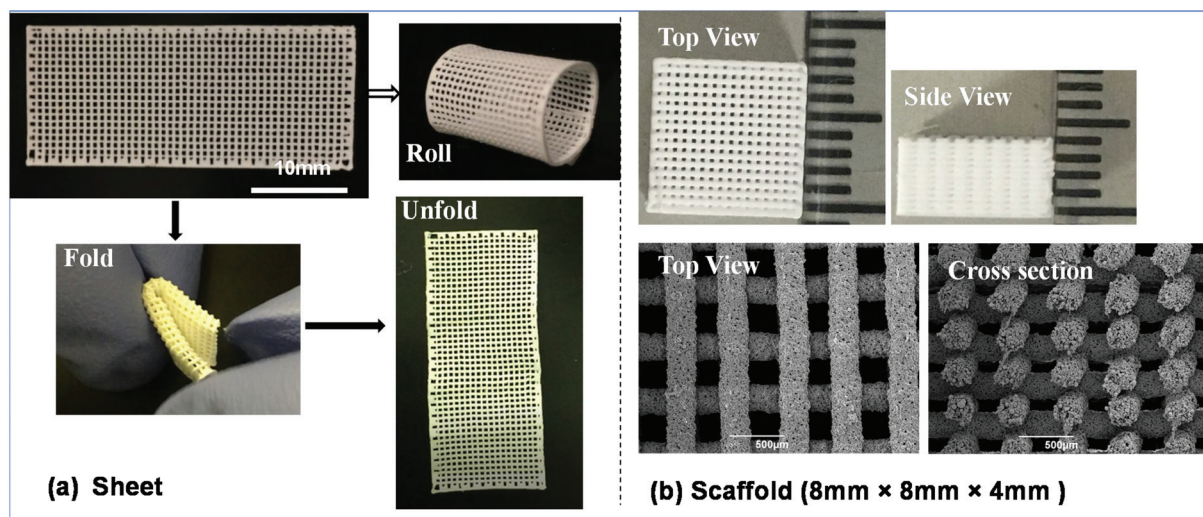 10mm
Roll
Fold
Unfold
(a) Sheet
Top View
Side View
Top View
500μm
Cross section
500μm
(b) Scaffold (8mm × 8mm × 4mm )